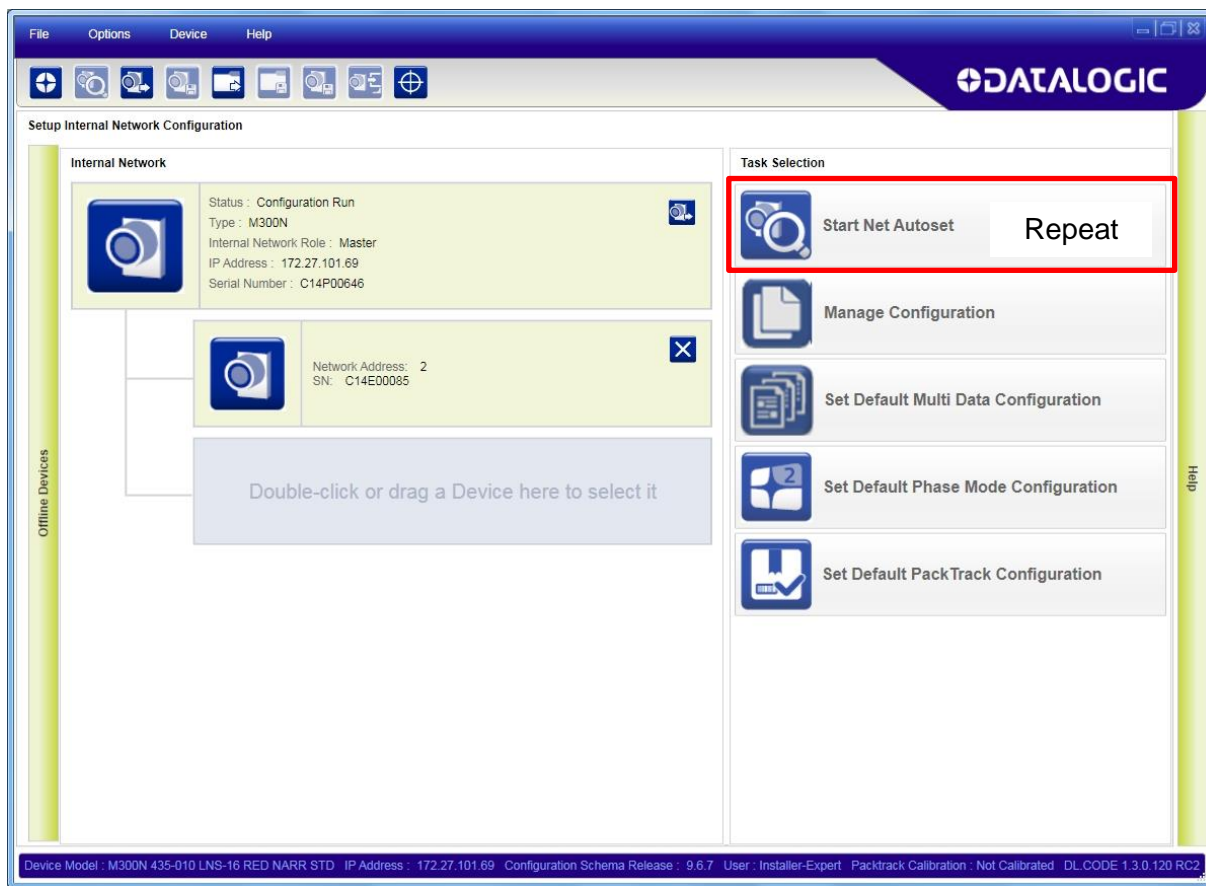 File Options Device Help
DATALOGIC
Setup Internal Network Configuration
Internal Network
Status : Configuration Run
Type : M300N
Internal Network Role : Master
IP Address : 172.27.101.69
Serial Number : C14P00646
Network Address: 2
SN: C14E00085
Double-click or drag a Device here to select it
Offline Devices
Task Selection
Start Net Autoset Repeat
Manage Configuration
Set Default Multi Data Configuration
2
Set Default Phase Mode Configuration
Set Default PackTrack Configuration
Help
Device Model : M300N 435-010 LNS-16 RED NARR STD IP Address : 172.27.101.69 Configuration Schema Release : 9.6.7 User : Installer-Expert Packtrack Calibration : Not Calibrated DL.CODE 1.3.0.120 RC2